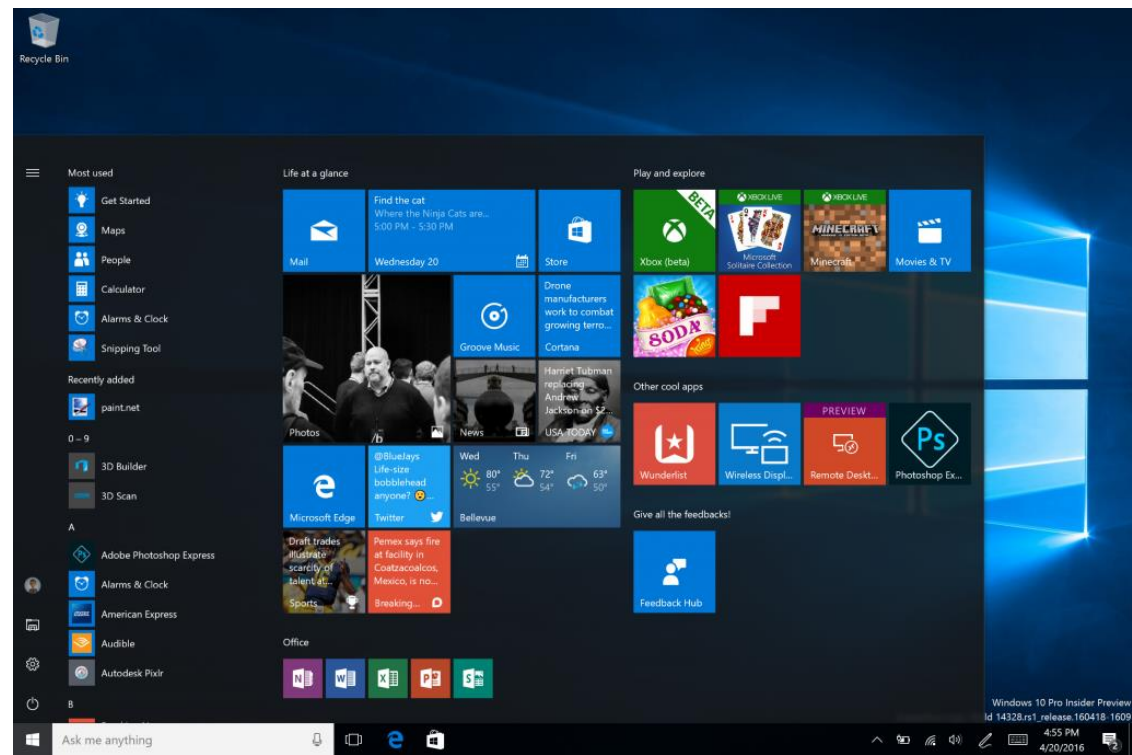 Recycle Bin
Most used
Get Started
Maps
People
Calculator
Alarms & Clock
Snipping Tool
Recently added
paint.net
0 – 9
3D Builder
3D Scan
A
Adobe Photoshop Express
Alarms & Clock
American Express
Audible
Autodesk Pixlr
B
Life at a glance
Mail
Find the cat
Where the Ninja Cats are...
5:00 PM – 5:30 PM
Wednesday 20
Store
Photos
Groove Music
Drone
manufacturers
work to combat
growing terro...
Cortana
News
Harriet Tubman
replacing
Andrew
Jackson on $2...
USA TODAY
Microsoft Edge
@BlueJays
Life-size
bobblehead
anyone? 😮...
Twitter
Wed Thu Fri
80° 72° 63°
55° 54° 50°
Bellevue
Draft trades
illustrate
scarcity of
talent at...
Sports
Pemex says fire
at facility in
Coatzacoalcos,
Mexico, is no...
Breaking...
Office
Play and explore
BETA
Xbox (beta)
XBOX LIVE
Microsoft
Solitaire Collection
XBOX LIVE
MINECRAFT
Minecraft
Movies & TV
SODA
King
Other cool apps
Wunderlist
Wireless Displ...
PREVIEW
Remote Deskt...
Ps
Photoshop Ex...
Give all the feedbacks!
Feedback Hub
Windows 10 Pro Insider Preview
ld 14328.rs1_release.160418-1609
Ask me anything
4:55 PM
4/20/2016
2